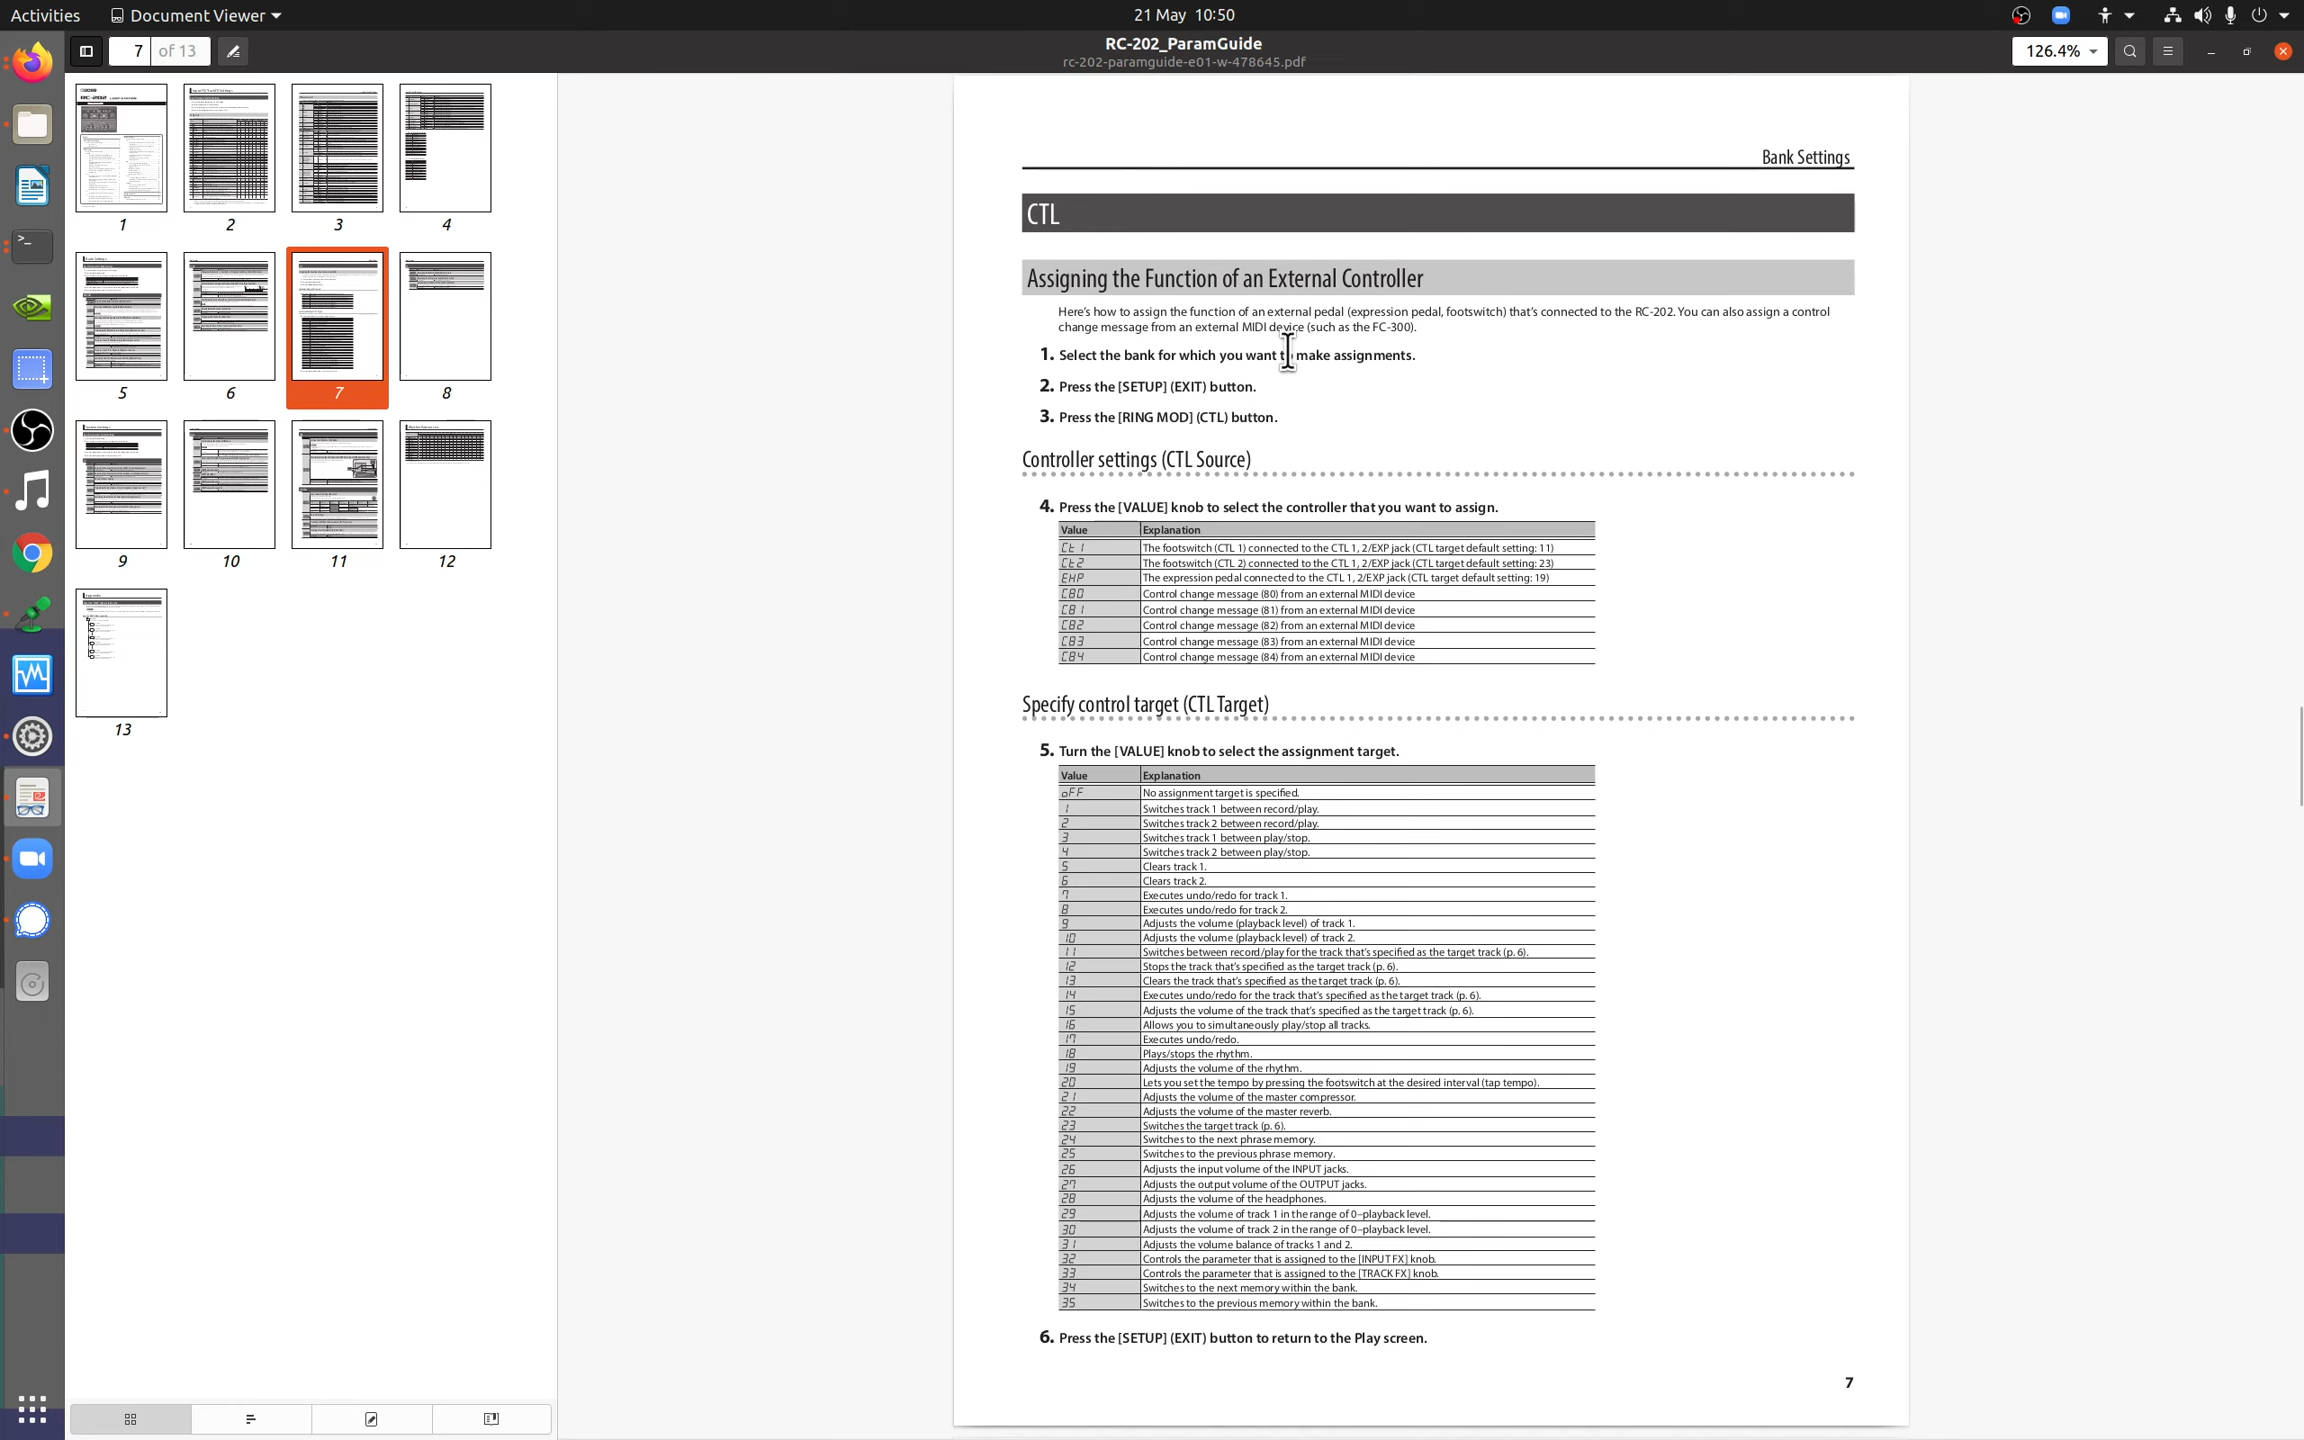 Activities
Document Viewer
21 May 10:50
7 of 13
RC-202_ParamGuide
rc-202-paramguide-e01-w-478645.pdf
126.4%
1
2
3
4
5
6
7
8
9
10
11
12
13
Bank Settings
CTL
Assigning the Function of an External Controller
Here's how to assign the function of an external pedal (expression pedal, footswitch) that's connected to the RC-202. You can also assign a control
change message from an external MIDI device (such as the FC-300).
1. Select the bank for which you want to make assignments.
2. Press the [SETUP] (EXIT) button.
3. Press the [RING MOD] (CTL) button.
Controller settings (CTL Source)
4. Press the [VALUE] knob to select the controller that you want to assign.
Value Explanation
Ct1 The footswitch (CTL 1) connected to the CTL 1, 2/EXP jack (CTL target default setting: 11)
Ct2 The footswitch (CTL 2) connected to the CTL 1, 2/EXP jack (CTL target default setting: 23)
EHP The expression pedal connected to the CTL 1, 2/EXP jack (CTL target default setting: 19)
C80 Control change message (80) from an external MIDI device
C81 Control change message (81) from an external MIDI device
C82 Control change message (82) from an external MIDI device
C83 Control change message (83) from an external MIDI device
C84 Control change message (84) from an external MIDI device
Specify control target (CTL Target)
5. Turn the [VALUE] knob to select the assignment target.
Value Explanation
oFF No assignment target is specified.
1 Switches track 1 between record/play.
2 Switches track 2 between record/play.
3 Switches track 1 between play/stop.
4 Switches track 2 between play/stop.
5 Clears track 1.
6 Clears track 2.
7 Executes undo/redo for track 1.
8 Executes undo/redo for track 2.
9 Adjusts the volume (playback level) of track 1.
10 Adjusts the volume (playback level) of track 2.
11 Switches between record/play for the track that's specified as the target track (p. 6).
12 Stops the track that's specified as the target track (p. 6).
13 Clears the track that's specified as the target track (p. 6).
14 Executes undo/redo for the track that's specified as the target track (p. 6).
15 Adjusts the volume of the track that's specified as the target track (p. 6).
16 Allows you to simultaneously play/stop all tracks.
17 Executes undo/redo.
18 Plays/stops the rhythm.
19 Adjusts the volume of the rhythm.
20 Lets you set the tempo by pressing the footswitch at the desired interval (tap tempo).
21 Adjusts the volume of the master compressor.
22 Adjusts the volume of the master reverb.
23 Switches the target track (p. 6).
24 Switches to the next phrase memory.
25 Switches to the previous phrase memory.
26 Adjusts the input volume of the INPUT jacks.
27 Adjusts the output volume of the OUTPUT jacks.
28 Adjusts the volume of the headphones.
29 Adjusts the volume of track 1 in the range of 0–playback level.
30 Adjusts the volume of track 2 in the range of 0–playback level.
31 Adjusts the volume balance of tracks 1 and 2.
32 Controls the parameter that is assigned to the [INPUT FX] knob.
33 Controls the parameter that is assigned to the [TRACK FX] knob.
34 Switches to the next memory within the bank.
35 Switches to the previous memory within the bank.
6. Press the [SETUP] (EXIT) button to return to the Play screen.
7